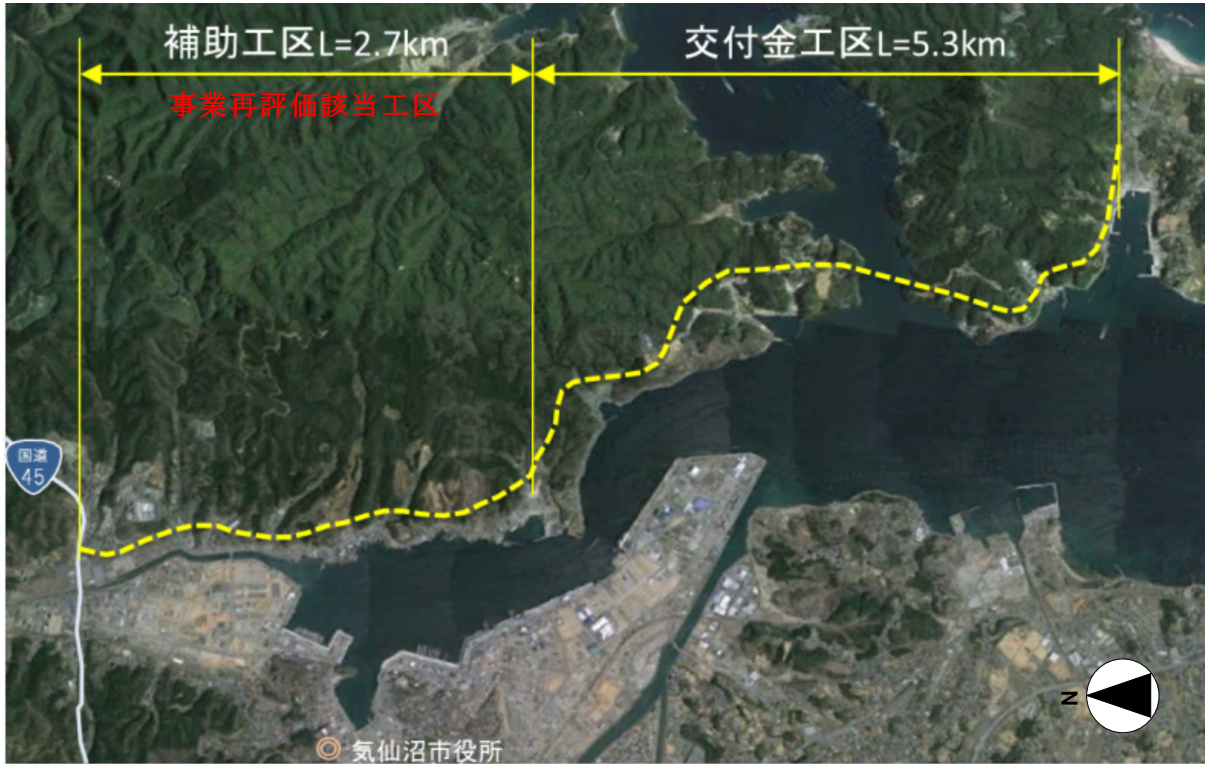 補助工区L=2.7km
交付金工区L=5.3km
事業再評価該当工区
国道
45
気仙沼市役所
N